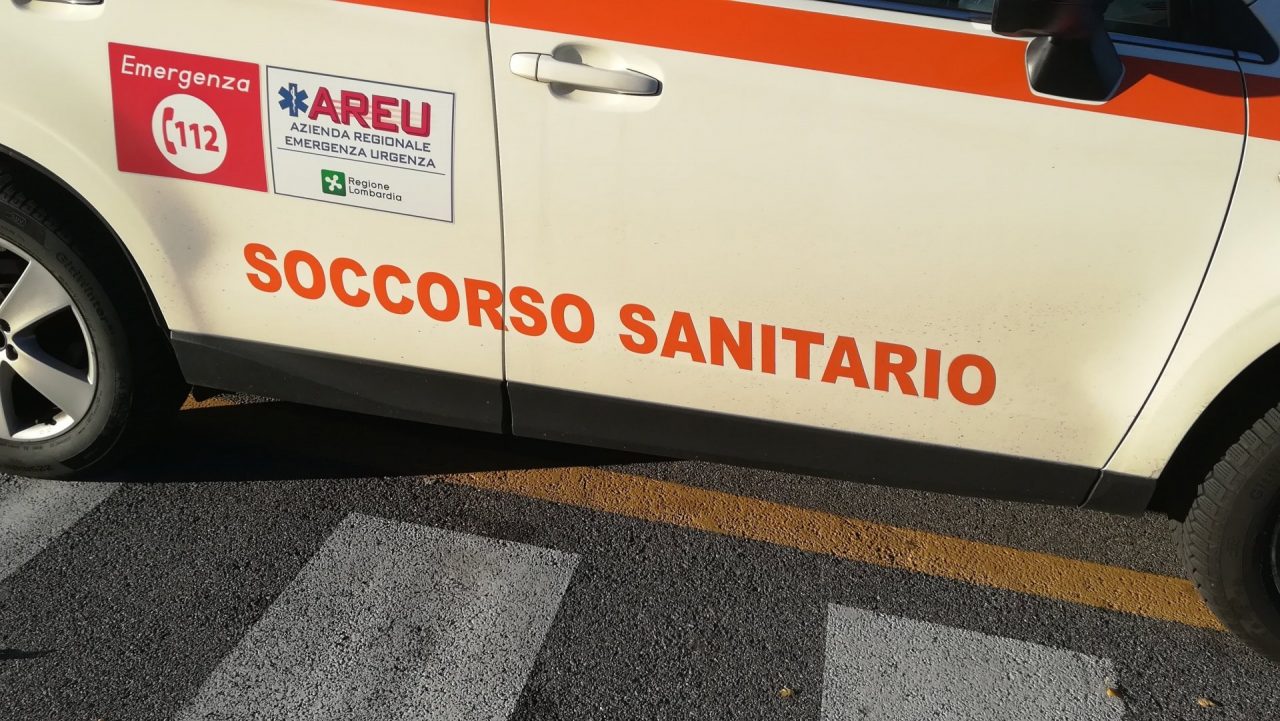 Emergenza
112
AREU
AZIENDA REGIONALE
EMERGENZA URGENZA
Regione
Lombardia
SOCCORSO SANITARIO